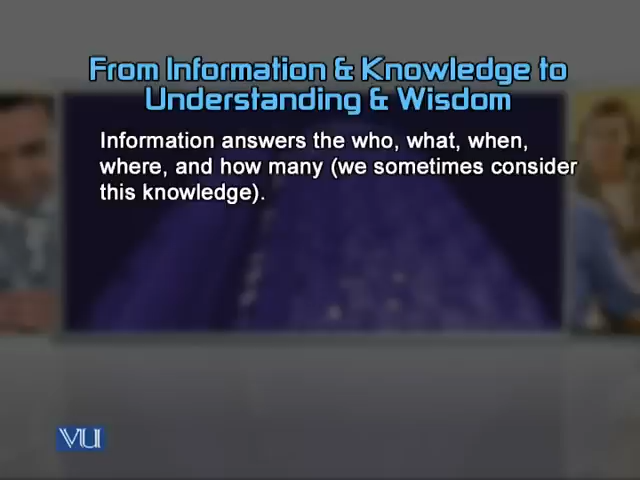 From Information & Knowledge to
Understanding & Wisdom
Information answers the who, what, when,
where, and how many (we sometimes consider
this knowledge).
VU